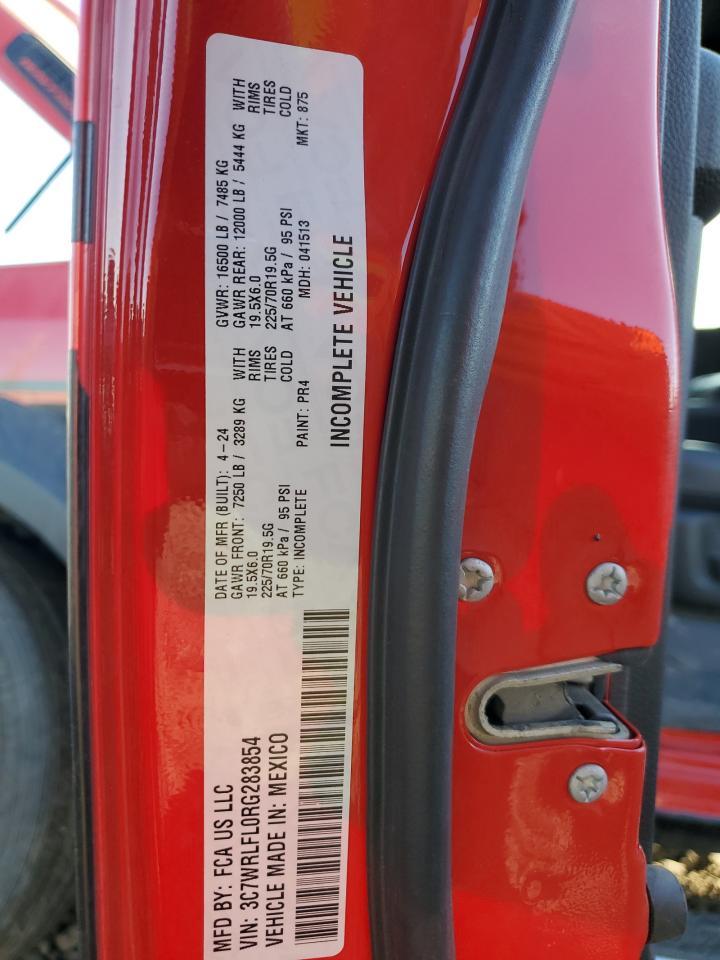 MFD BY: FCA US LLC
VIN: 3C7WRLFL0RG283854
VEHICLE MADE IN: MEXICO
DATE OF MFR (BUILT): 4-24
GAWR FRONT: 7250 LB / 3289 KG WITH
19.5X6.0 RIMS
225/70R19.5G TIRES
AT 660 kPa / 95 PSI COLD
TYPE: INCOMPLETE
GVWR: 16500 LB / 7485 KG
GAWR REAR: 12000 LB / 5444 KG WITH
19.5X6.0 RIMS
225/70R19.5G TIRES
AT 660 kPa / 95 PSI COLD
PAINT: PR4 MDH: 041513 MKT: 875
INCOMPLETE VEHICLE